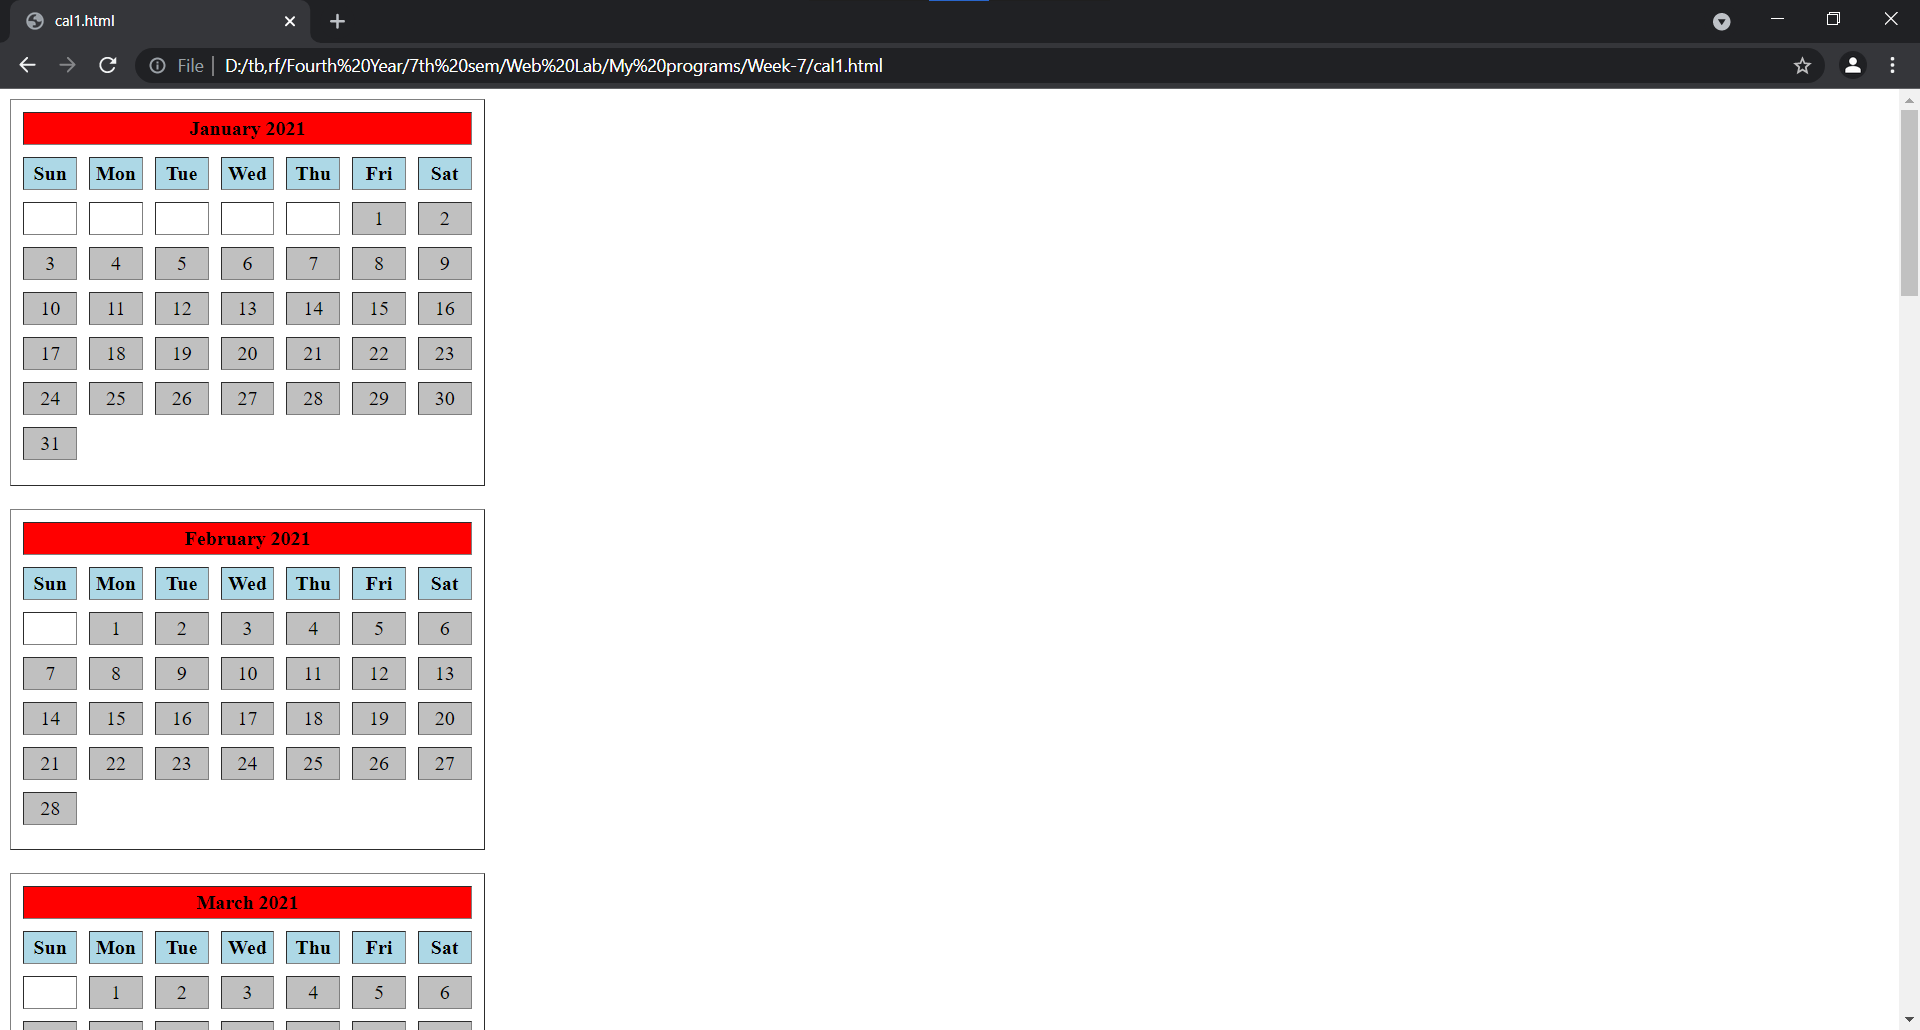 cal1.html
File D:/tb,rf/Fourth%20Year/7th%20sem/Web%20Lab/My%20programs/Week-7/cal1.html
January 2021
Sun Mon Tue Wed Thu Fri Sat
1 2
3 4 5 6 7 8 9
10 11 12 13 14 15 16
17 18 19 20 21 22 23
24 25 26 27 28 29 30
31
February 2021
Sun Mon Tue Wed Thu Fri Sat
1 2 3 4 5 6
7 8 9 10 11 12 13
14 15 16 17 18 19 20
21 22 23 24 25 26 27
28
March 2021
Sun Mon Tue Wed Thu Fri Sat
1 2 3 4 5 6